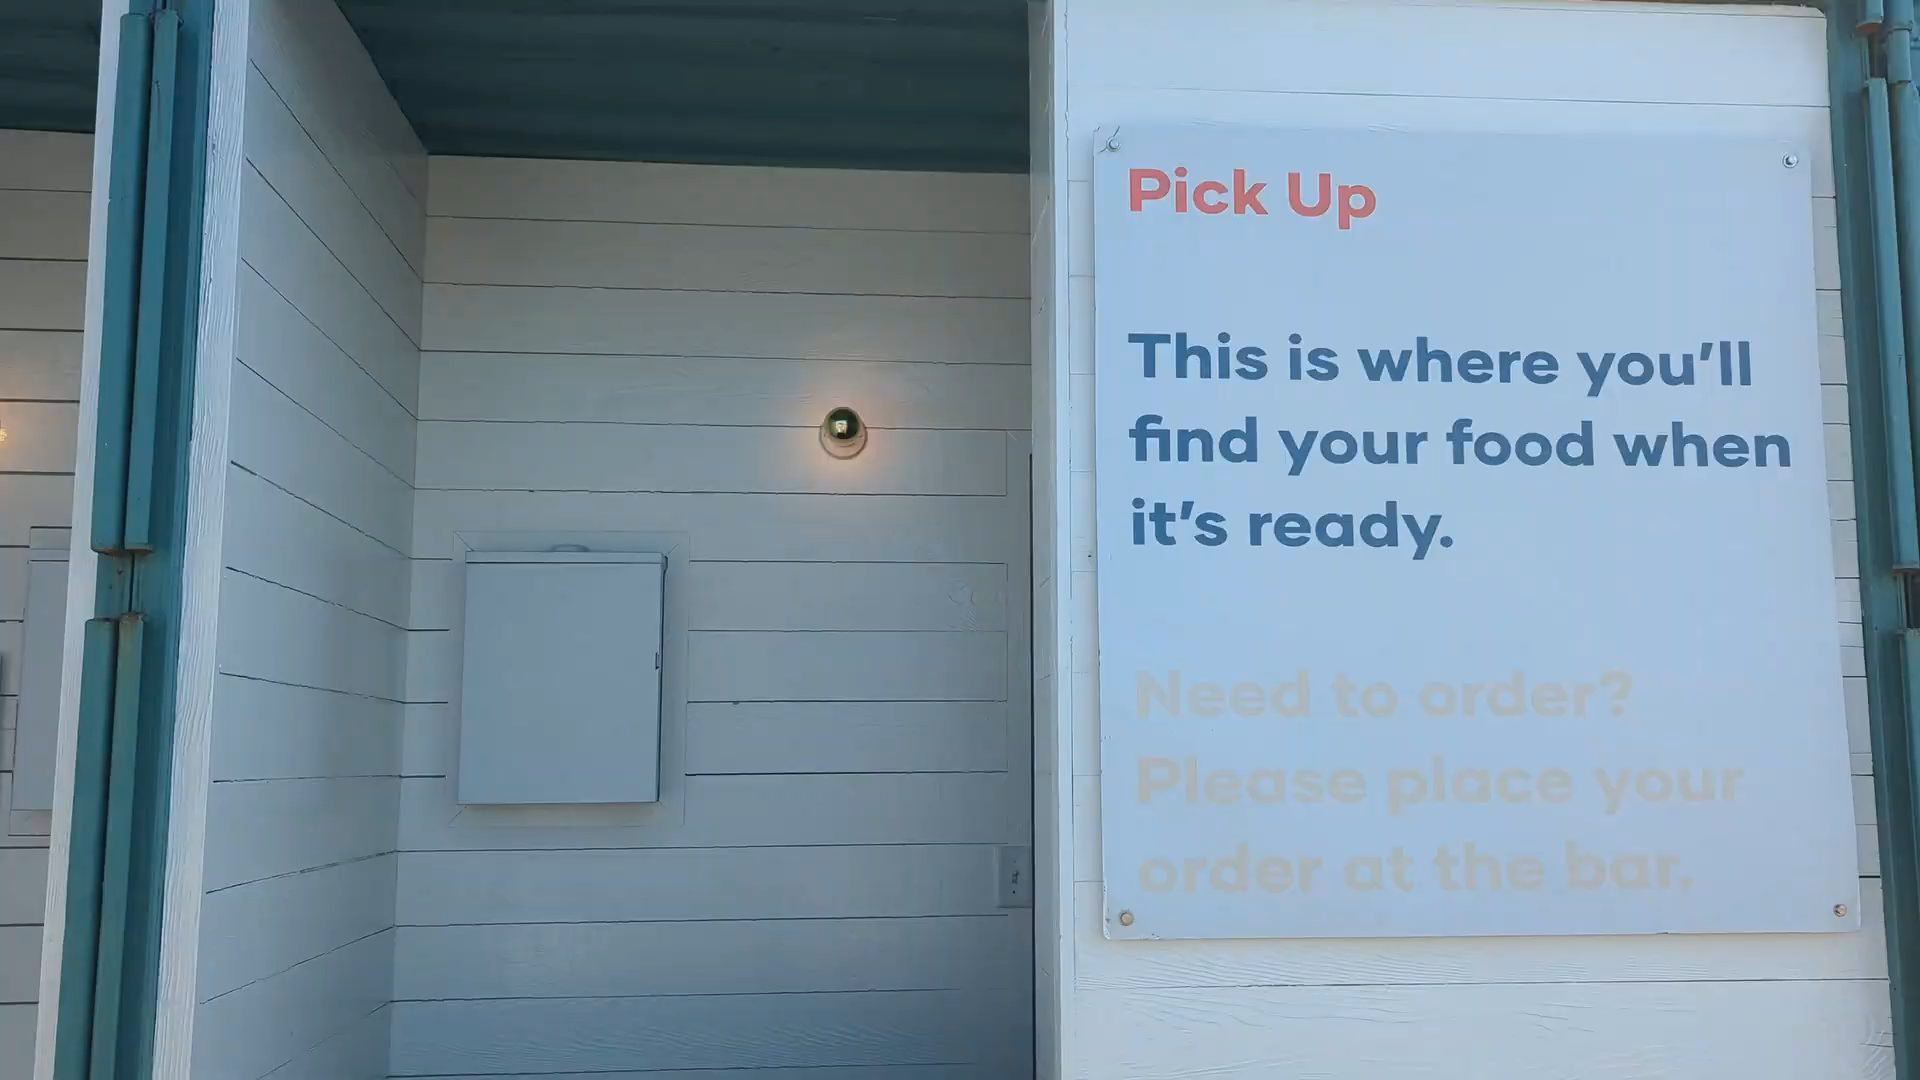 Pick Up
This is where you’ll
find your food when
it’s ready.
Need to order?
Please place your
order at the bar.